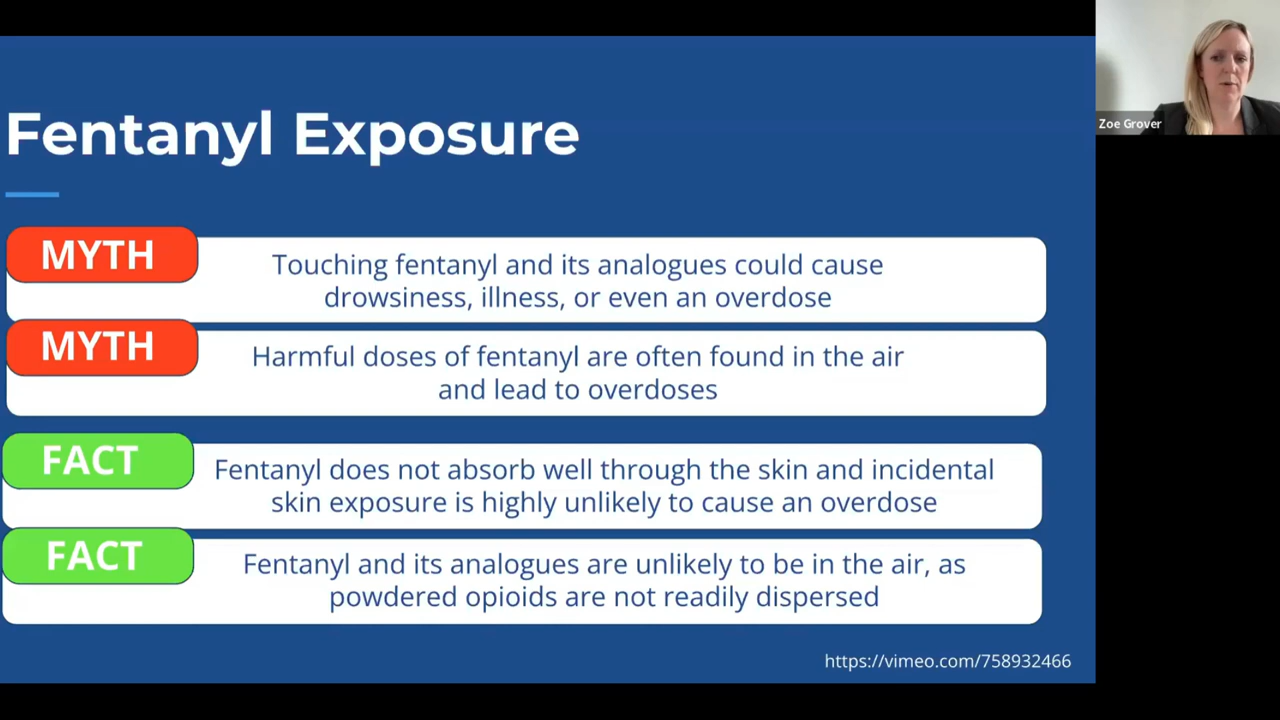 Fentanyl Exposure
MYTH
Touching fentanyl and its analogues could cause
drowsiness, illness, or even an overdose
MYTH
Harmful doses of fentanyl are often found in the air
and lead to overdoses
FACT
Fentanyl does not absorb well through the skin and incidental
skin exposure is highly unlikely to cause an overdose
FACT
Fentanyl and its analogues are unlikely to be in the air, as
powdered opioids are not readily dispersed
https://vimeo.com/758932466
Zoe Grover